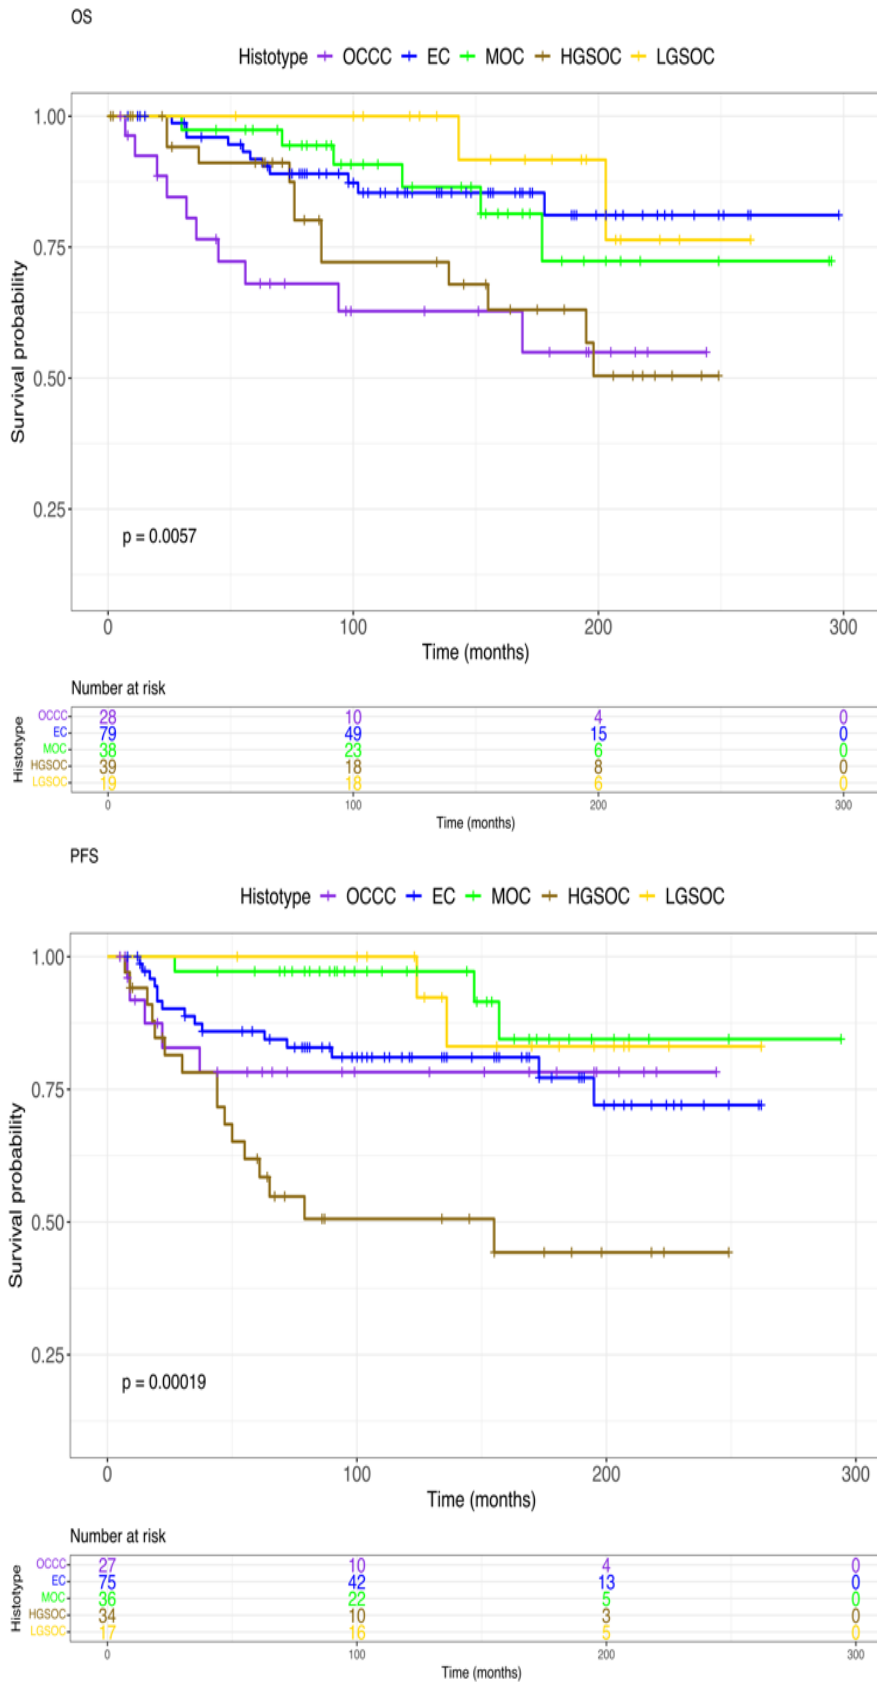 OS
Histotype OCCC EC MOC HGSOC LGSOC
1.00
0.75
0.50
0.25
Survival probability
p = 0.0057
0 100 200 300
Time (months)
Number at risk
Histotype
OCCC 28 10 4 0
EC 79 49 15 0
MOC 38 23 6 0
HGSOC 39 18 8 0
LGSOC 19 18 6 0
0 100 200 300
Time (months)
PFS
Histotype OCCC EC MOC HGSOC LGSOC
1.00
0.75
0.50
0.25
Survival probability
p = 0.00019
0 100 200 300
Time (months)
Number at risk
Histotype
OCCC 27 10 4 0
EC 75 42 13 0
MOC 36 22 5 0
HGSOC 34 10 3 0
LGSOC 17 16 5 0
0 100 200 300
Time (months)